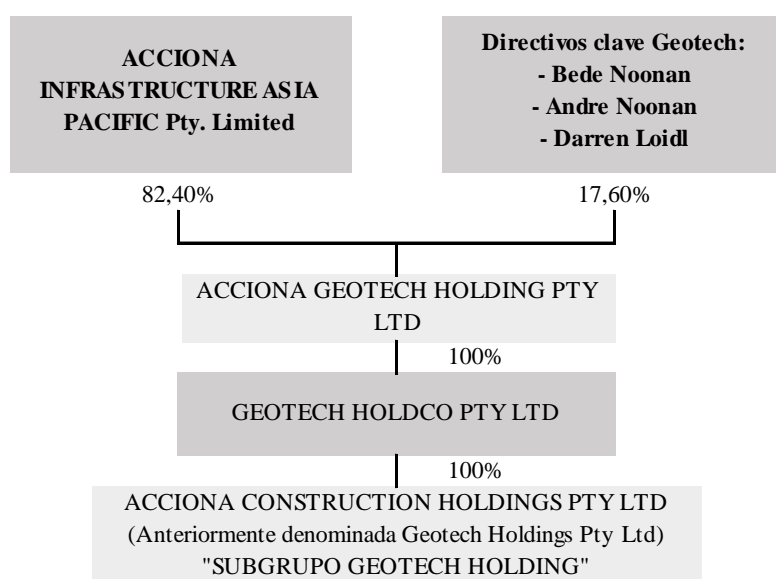 ACCIONA
INFRASTRUCTURE ASIA
PACIFIC Pty. Limited
Directivos clave Geotech:
- Bede Noonan
- Andre Noonan
- Darren Loidl
82,40%
17,60%
ACCIONA GEOTECH HOLDING PTY
LTD
100%
GEOTECH HOLDCO PTY LTD
100%
ACCIONA CONSTRUCTION HOLDINGS PTY LTD
(Anteriormente denominada Geotech Holdings Pty Ltd)
"SUBGRUPO GEOTECH HOLDING"